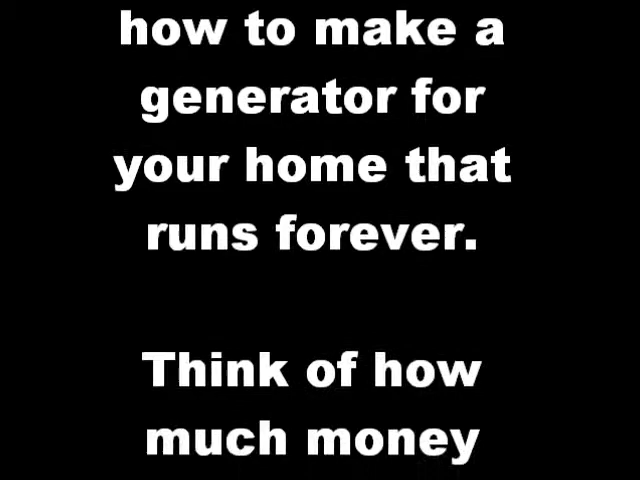 how to make a
generator for
your home that
runs forever.
Think of how
much money